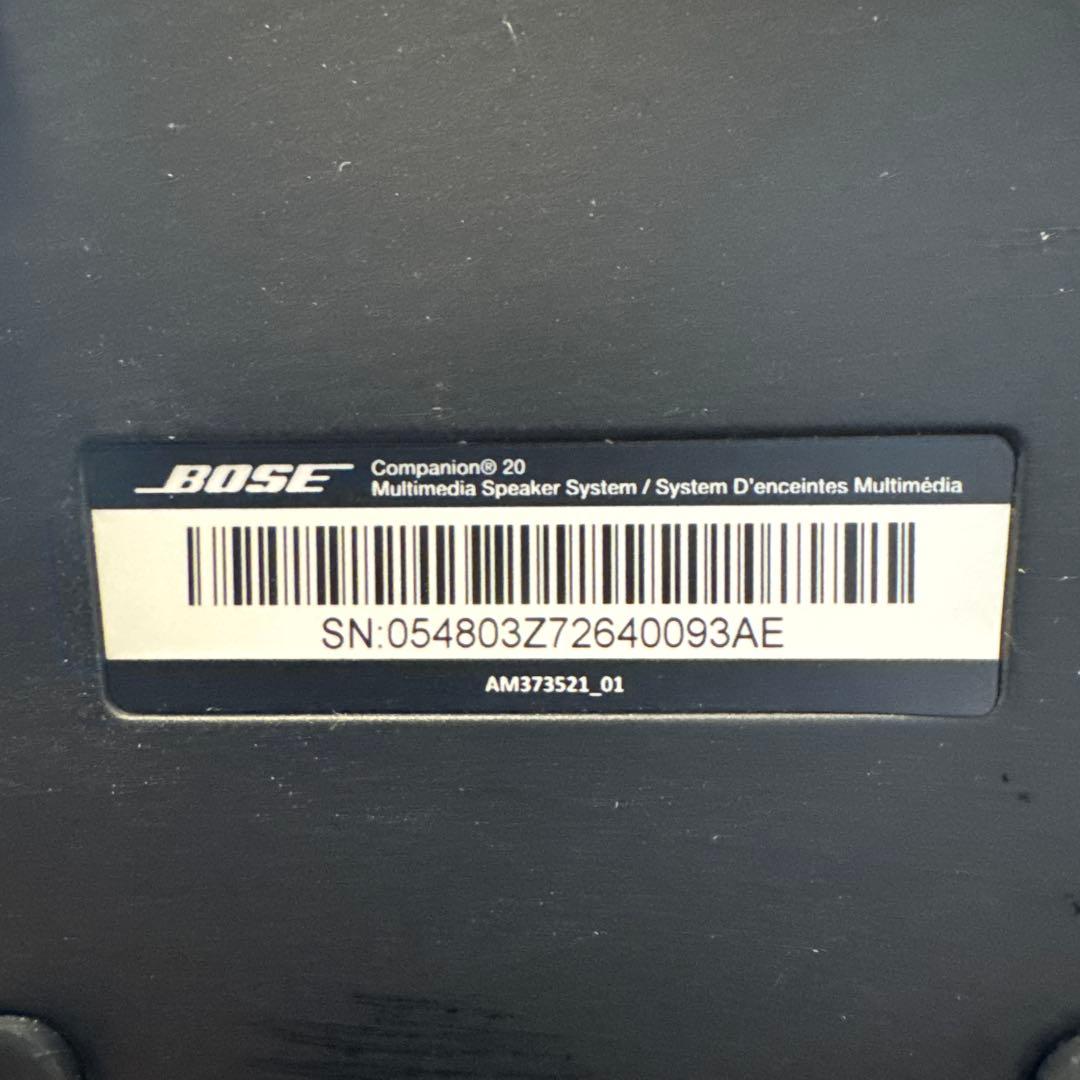 BOSE
Companion® 20
Multimedia Speaker System / System D'enceintes Multimédia
SN:054803Z72640093AE
AM373521_01